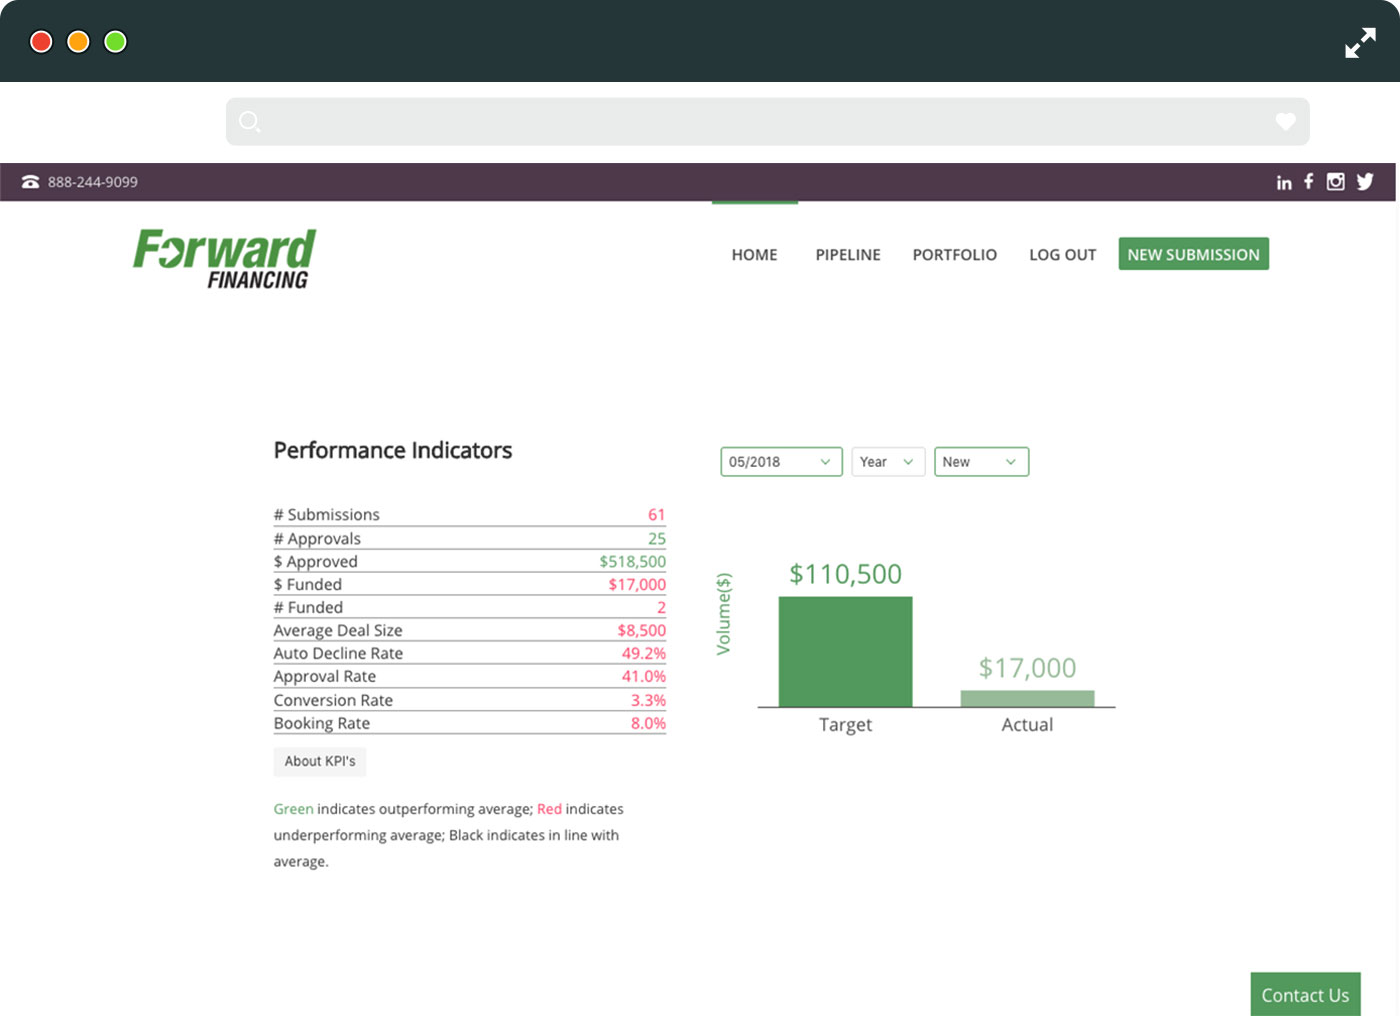 888-244-9099
Forward
FINANCING
HOME PIPELINE PORTFOLIO LOG OUT NEW SUBMISSION
Performance Indicators
05/2018 Year New
# Submissions 61
# Approvals 25
$ Approved $518,500
$ Funded $17,000
# Funded 2
Average Deal Size $8,500
Auto Decline Rate 49.2%
Approval Rate 41.0%
Conversion Rate 3.3%
Booking Rate 8.0%
About KPI's
Green indicates outperforming average; Red indicates
underperforming average; Black indicates in line with
average.
Volume($)
$110,500
$17,000
Target Actual
Contact Us